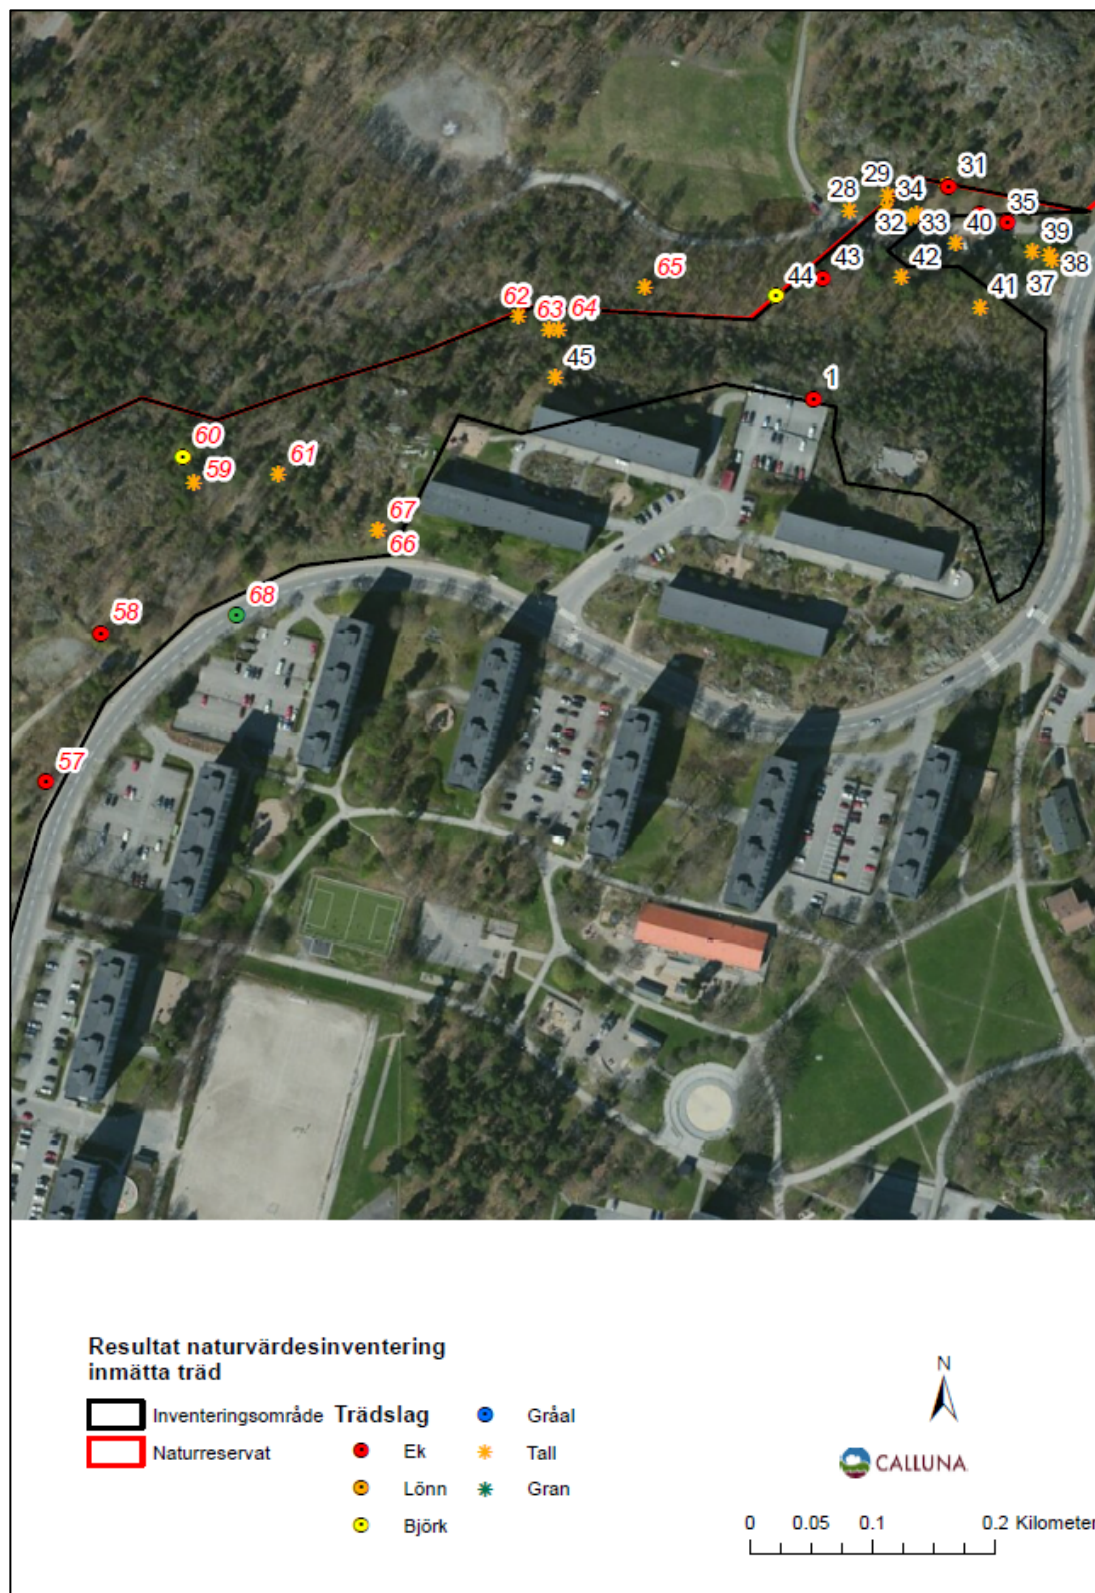 31
29
28
34
35
32
33
40
39
43
42
38
44
41
37
65
62
63
64
45
1
60
59
61
67
66
68
58
57
Resultat naturvärdesinventering
inmätta träd
Inventeringsområde
Naturreservat
Trädslag
Ek
Lönn
Björk
Gråal
Tall
Gran
N
CALLUNA
0 0.05 0.1 0.2 Kilometer